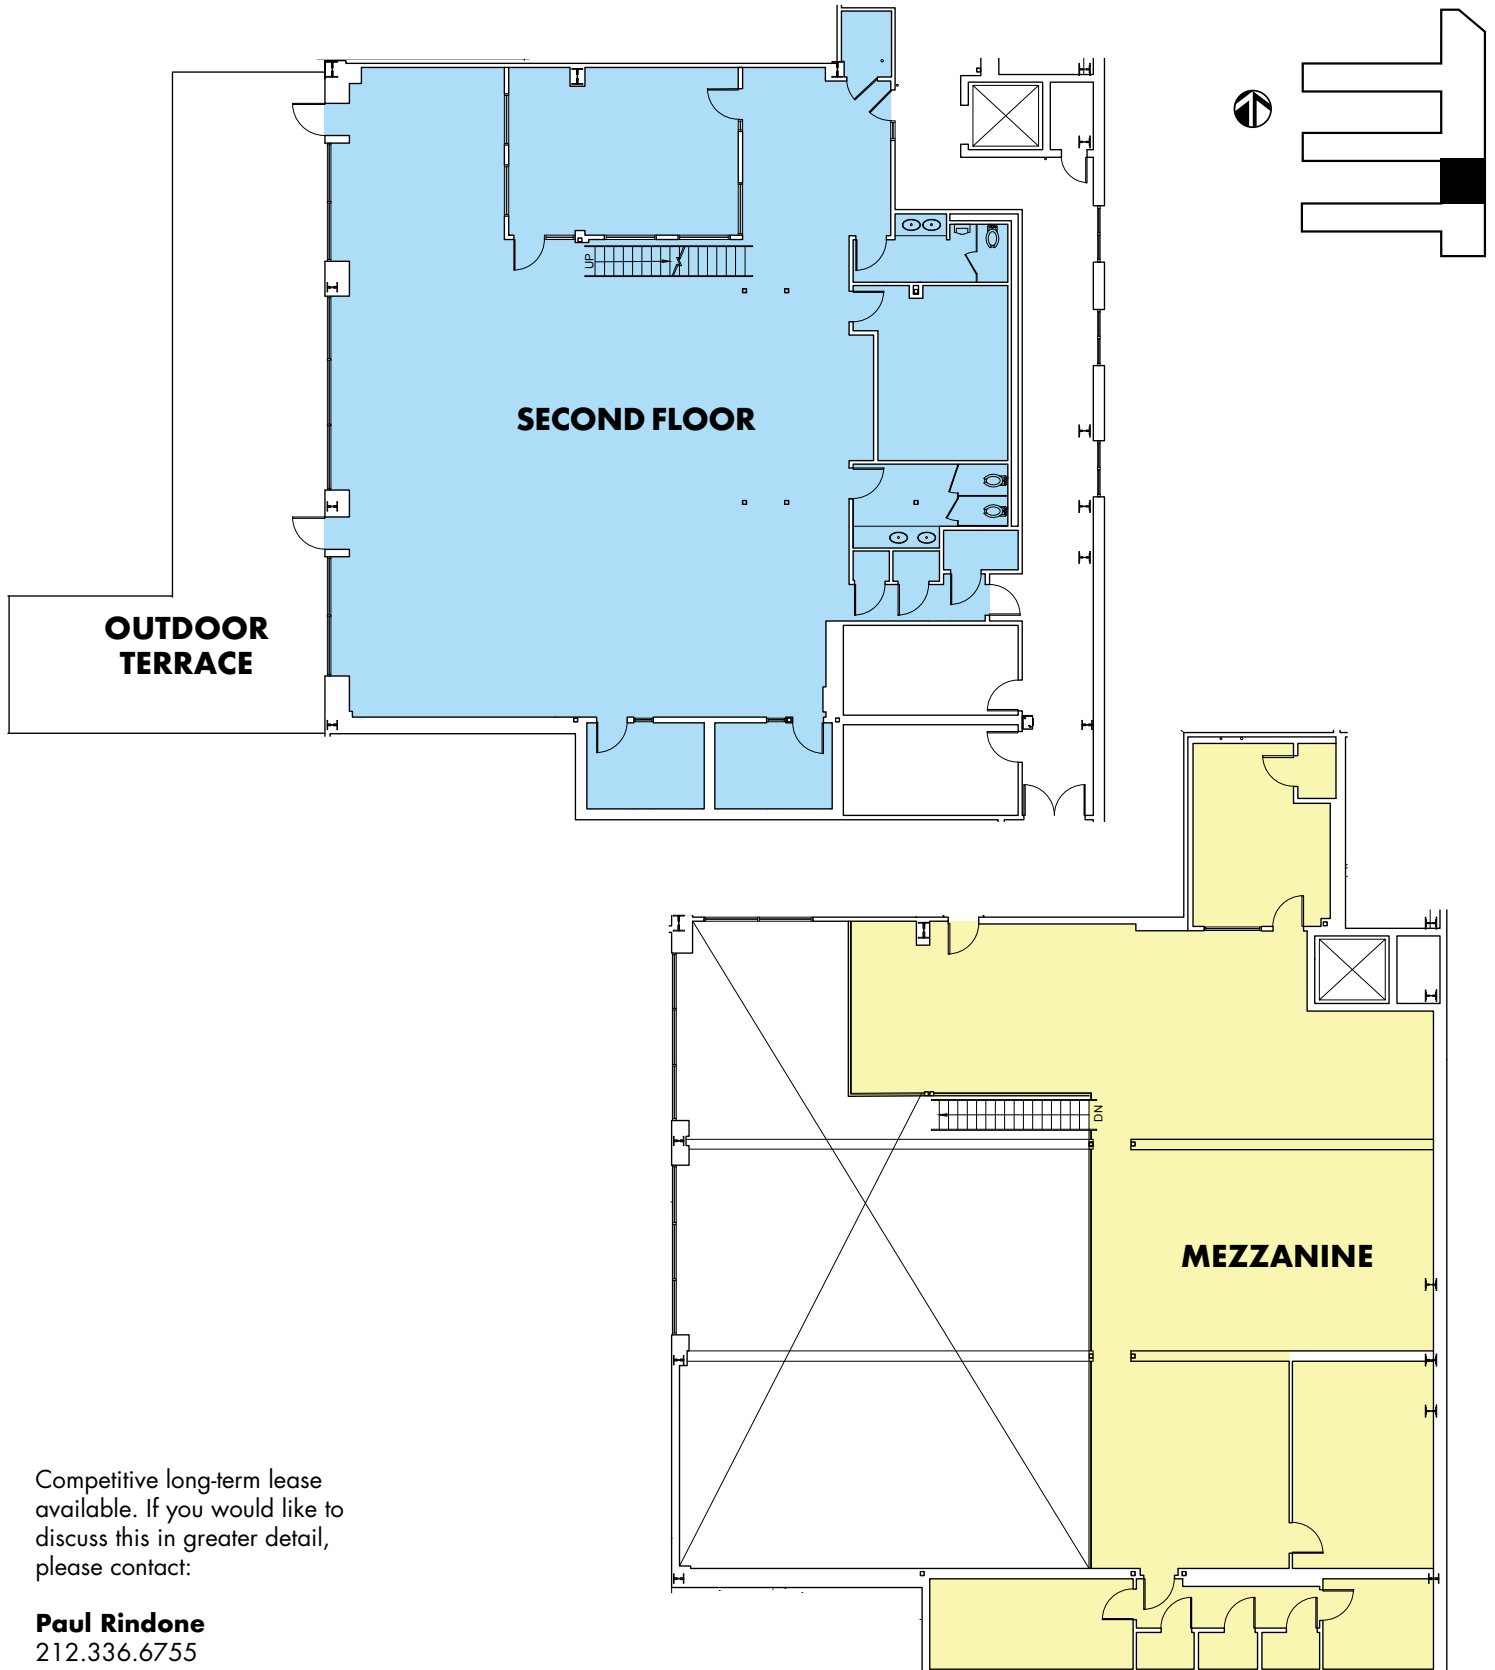 UP
SECOND FLOOR
OUTDOOR
TERRACE
DN
MEZZANINE
Competitive long-term lease
available. If you would like to
discuss this in greater detail,
please contact:
Paul Rindone
212.336.6755